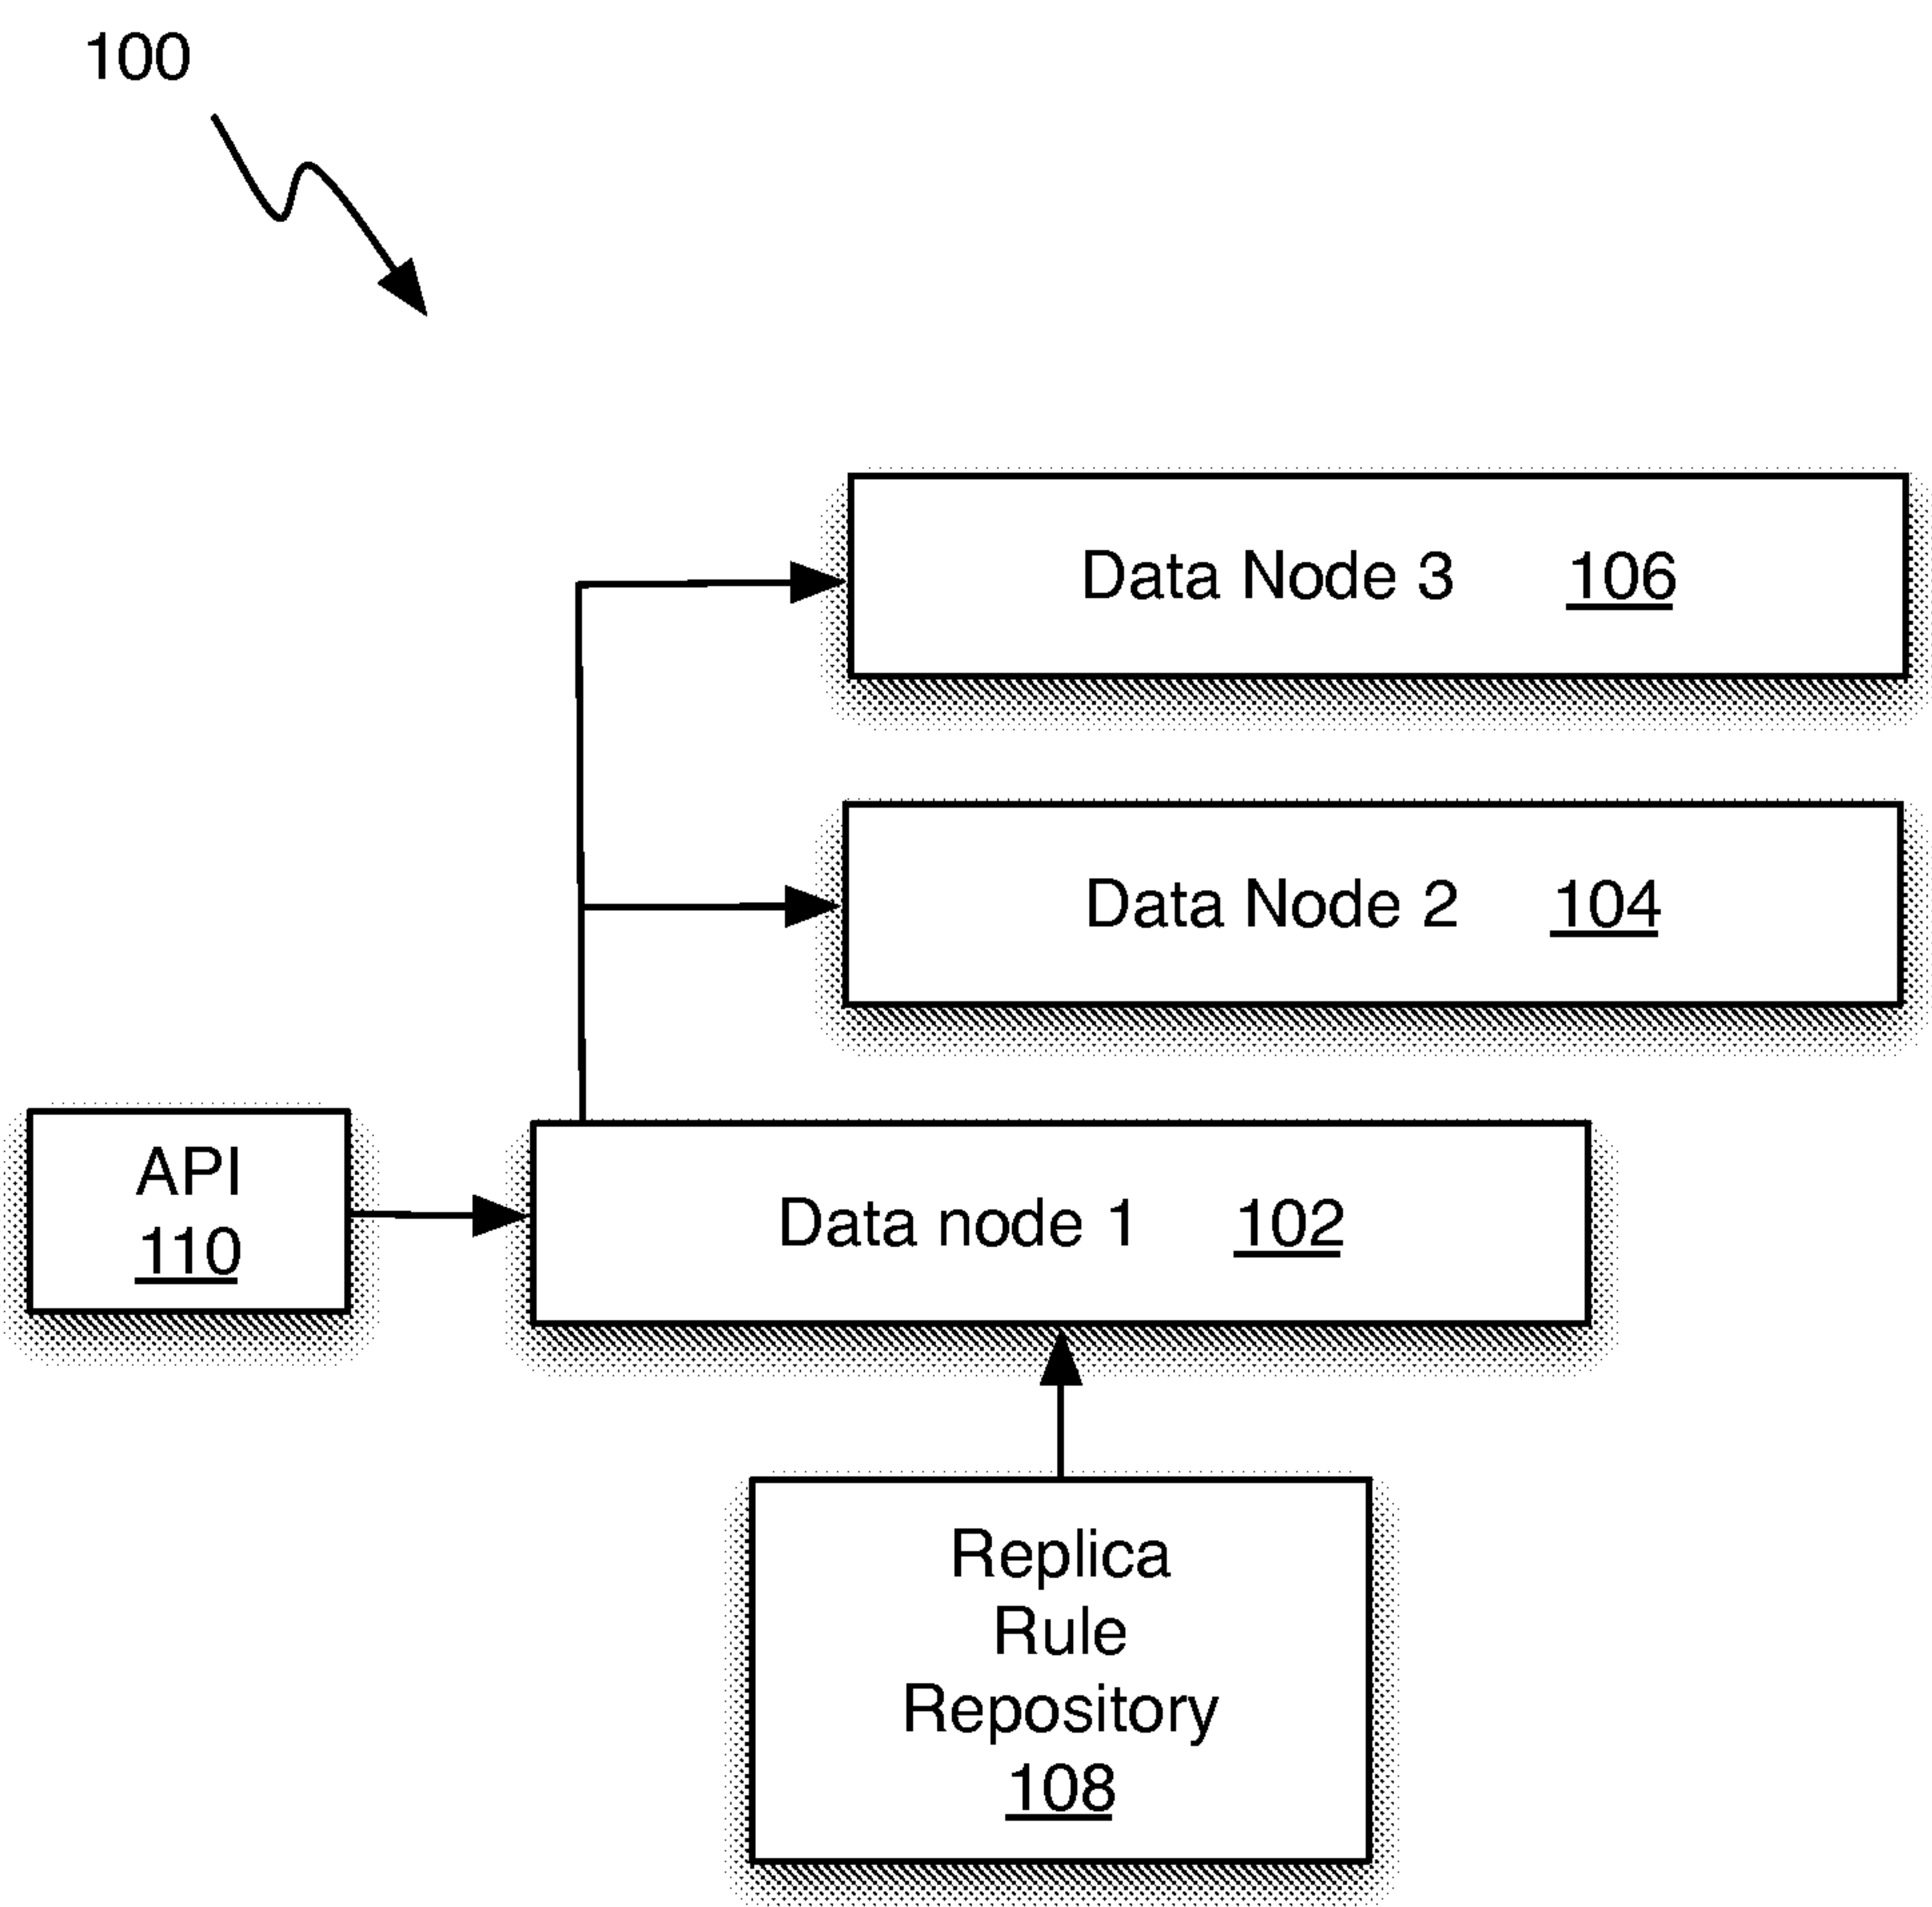 100
Data Node 3 106
Data Node 2 104
API
110
Data node 1 102
Replica
Rule
Repository
108